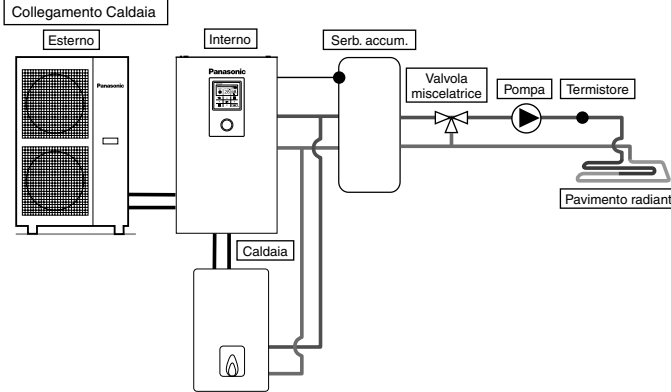 Collegamento Caldaia
Esterno
Interno
Serb. accum.
Panasonic
Panasonic
Valvola
miscelatrice
Pompa
Termistore
Pavimento radiant
Caldaia